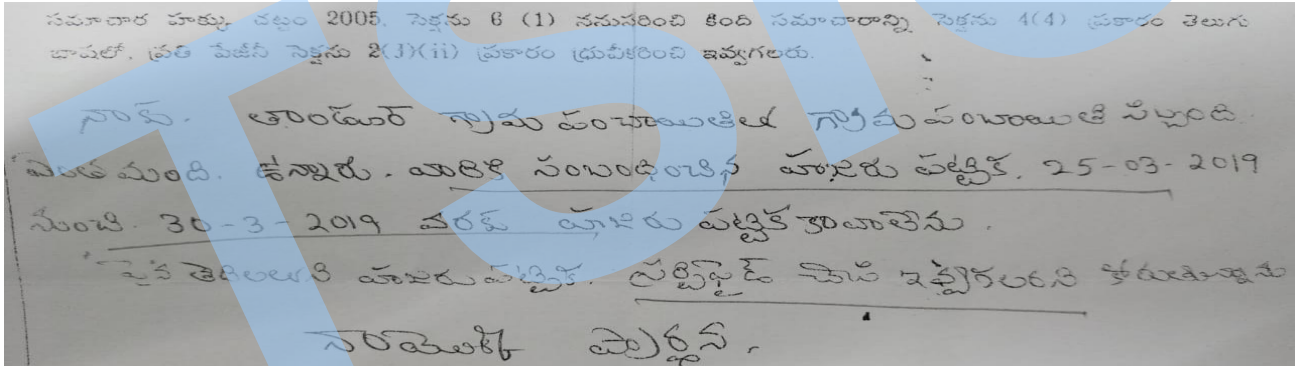 సమాచార హక్కు చట్టం 2005, సెక్షను 6 (1) ననుసరించి కింది సమాచారాన్ని సెక్షను 4(4) ప్రకారం తెలుగు
భాషలో, ప్రతి పేజీని సెక్షను 2(J)(ii) ప్రకారం ధ్రువీకరించి ఇవ్వగలరు.
నాకు. తాండూర్ గ్రామ పంచాయితిలో గ్రామ పంచాయితి సిబ్బంది
ఎంత మంది. ఉన్నారు. వారికి సంబంధించిన హాజరు పట్టిక. 25-03-2019
నుంచి. 30-3-2019 వరకు హాజరు పట్టిక కావాలెను.
పైన తెదిలలుని హాజరు పట్టిక. సర్టిఫైడ్ చేసి ఇవ్వగలరని కోరుతున్నాను
నాయొక్క ప్రార్థన.
TSIC